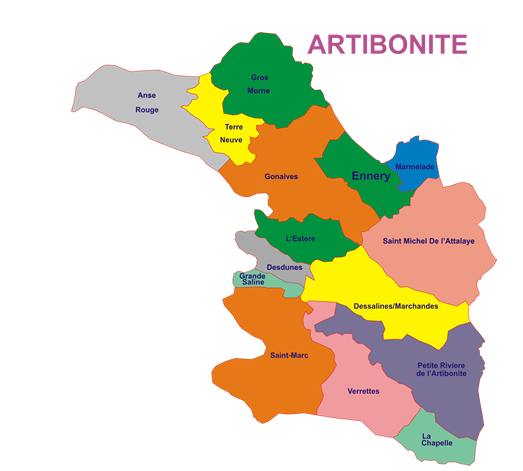 ARTIBONITE
Gros
Morne
Anse
Rouge
Terre
Neuve
Gonaives
Ennery
Marmelade
L'Estere
Saint Michel De l'Attalaye
Desdunes
Grande
Saline
Dessalines/Marchandes
Saint-Marc
Petite Riviere
de l'Artibonite
Verrettes
La
Chapelle